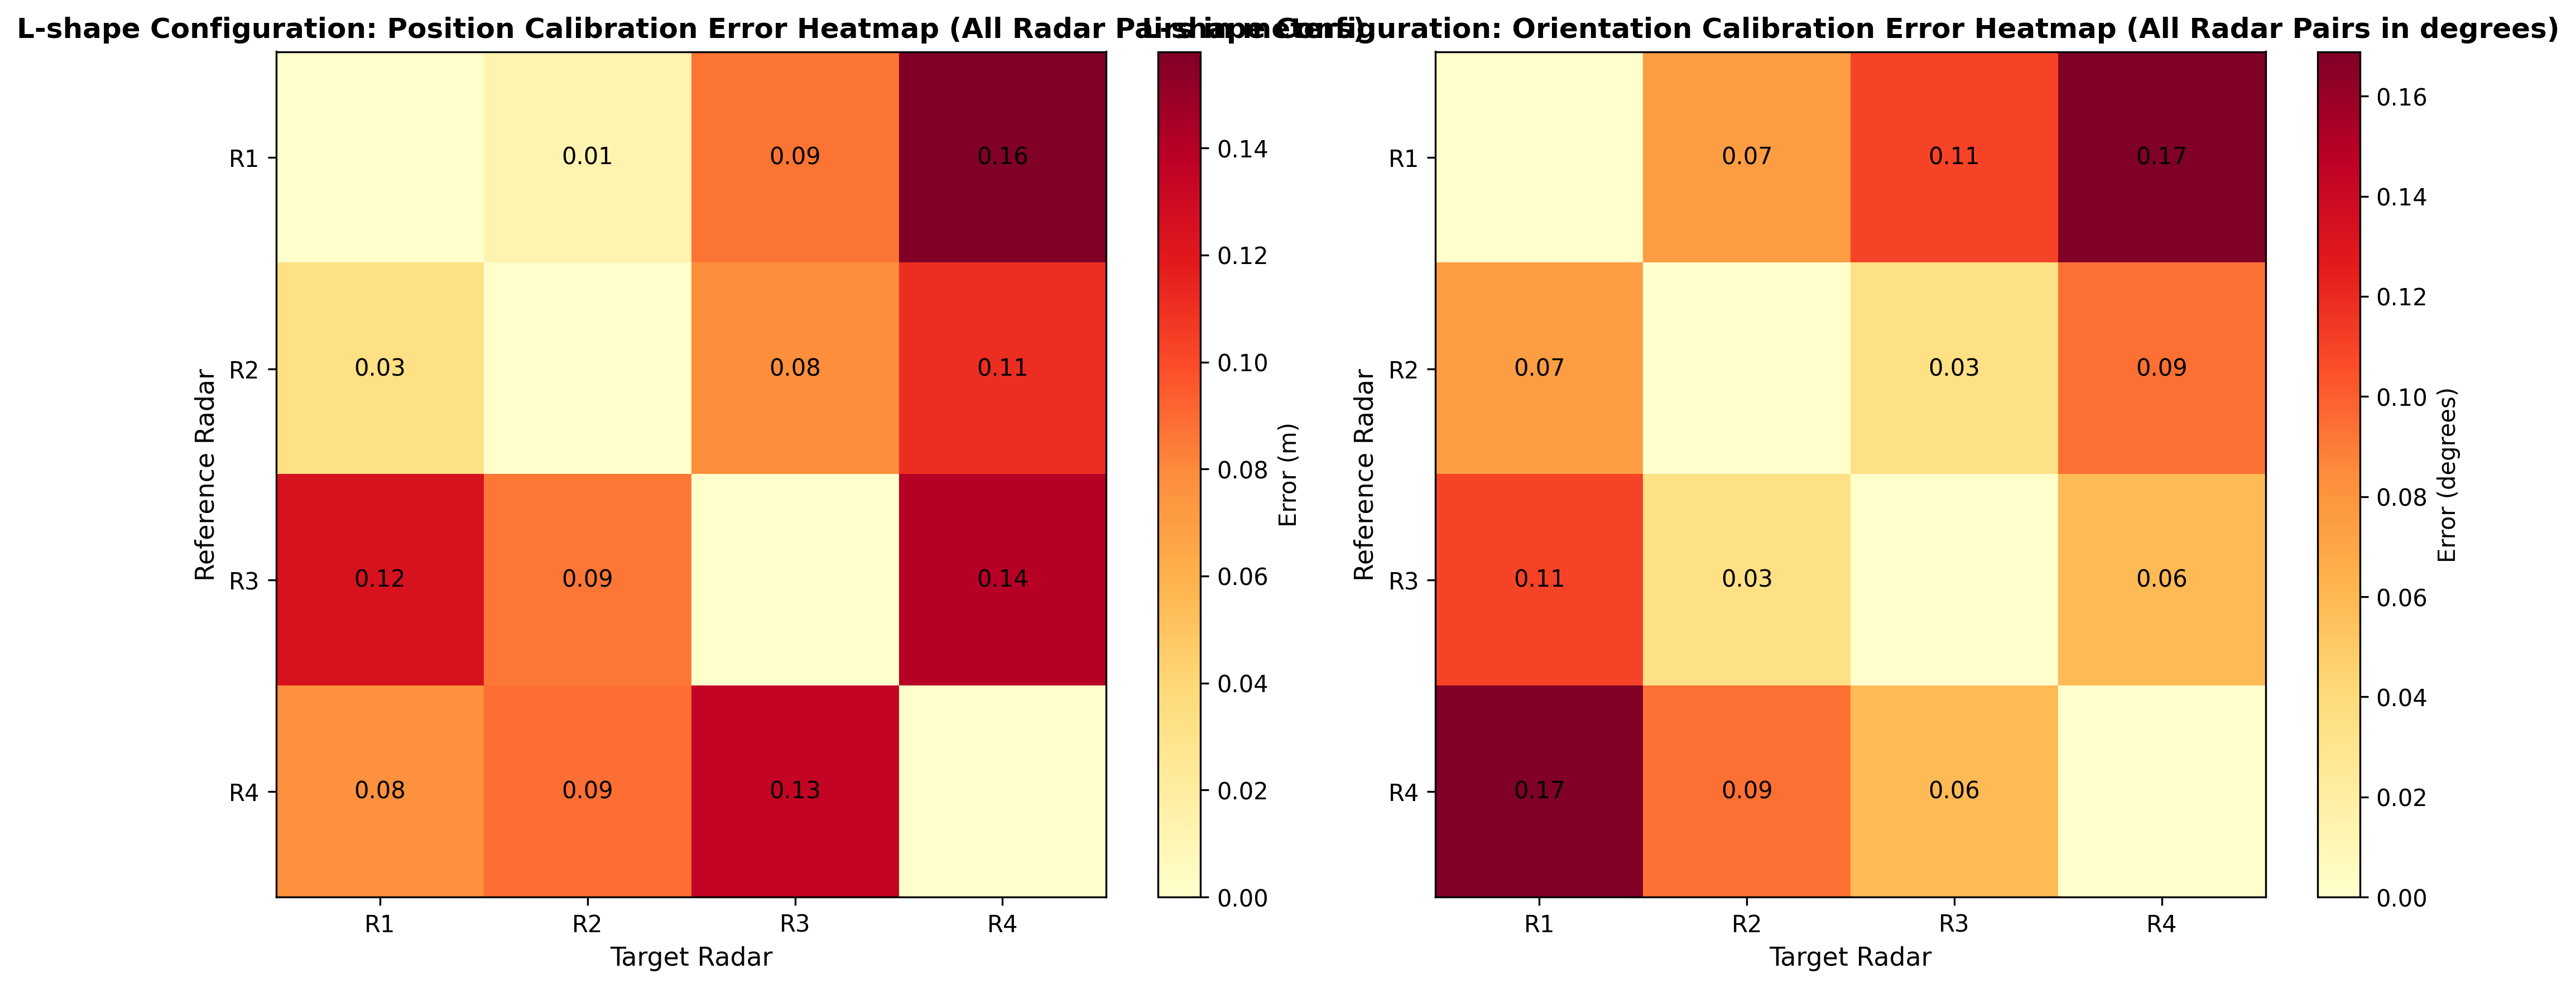 L-shape Configuration: Position Calibration Error Heatmap (All Radar Pairs in meters)
R1
R2
R3
R4
Reference Radar
0.01 0.09 0.16
0.03 0.08 0.11
0.12 0.09 0.14
0.08 0.09 0.13
R1 R2 R3 R4
Target Radar
0.14
0.12
0.10
0.08
0.06
0.04
0.02
0.00
Error (m)
L-shape Configuration: Orientation Calibration Error Heatmap (All Radar Pairs in degrees)
R1
R2
R3
R4
Reference Radar
0.07 0.11 0.17
0.07 0.03 0.09
0.11 0.03 0.06
0.17 0.09 0.06
R1 R2 R3 R4
Target Radar
0.16
0.14
0.12
0.10
0.08
0.06
0.04
0.02
0.00
Error (degrees)